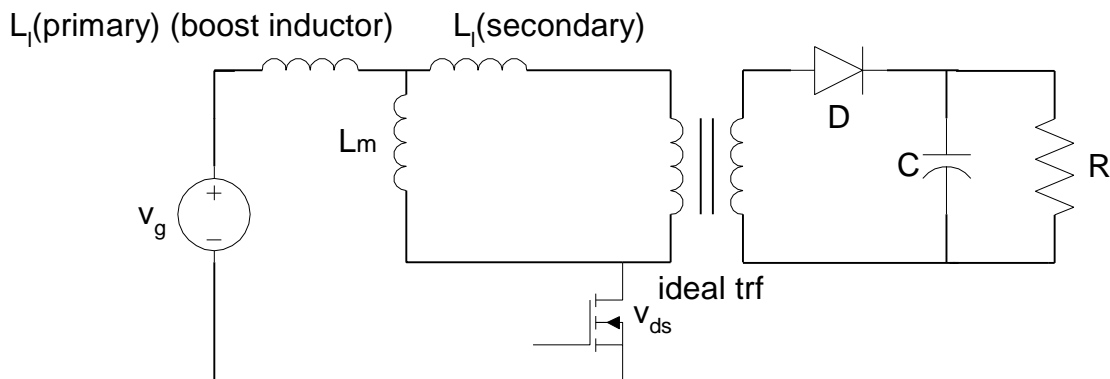 Ll(primary) (boost inductor)
Ll(secondary)
D
Lm
C
R
+
vg
−
ideal trf
vds